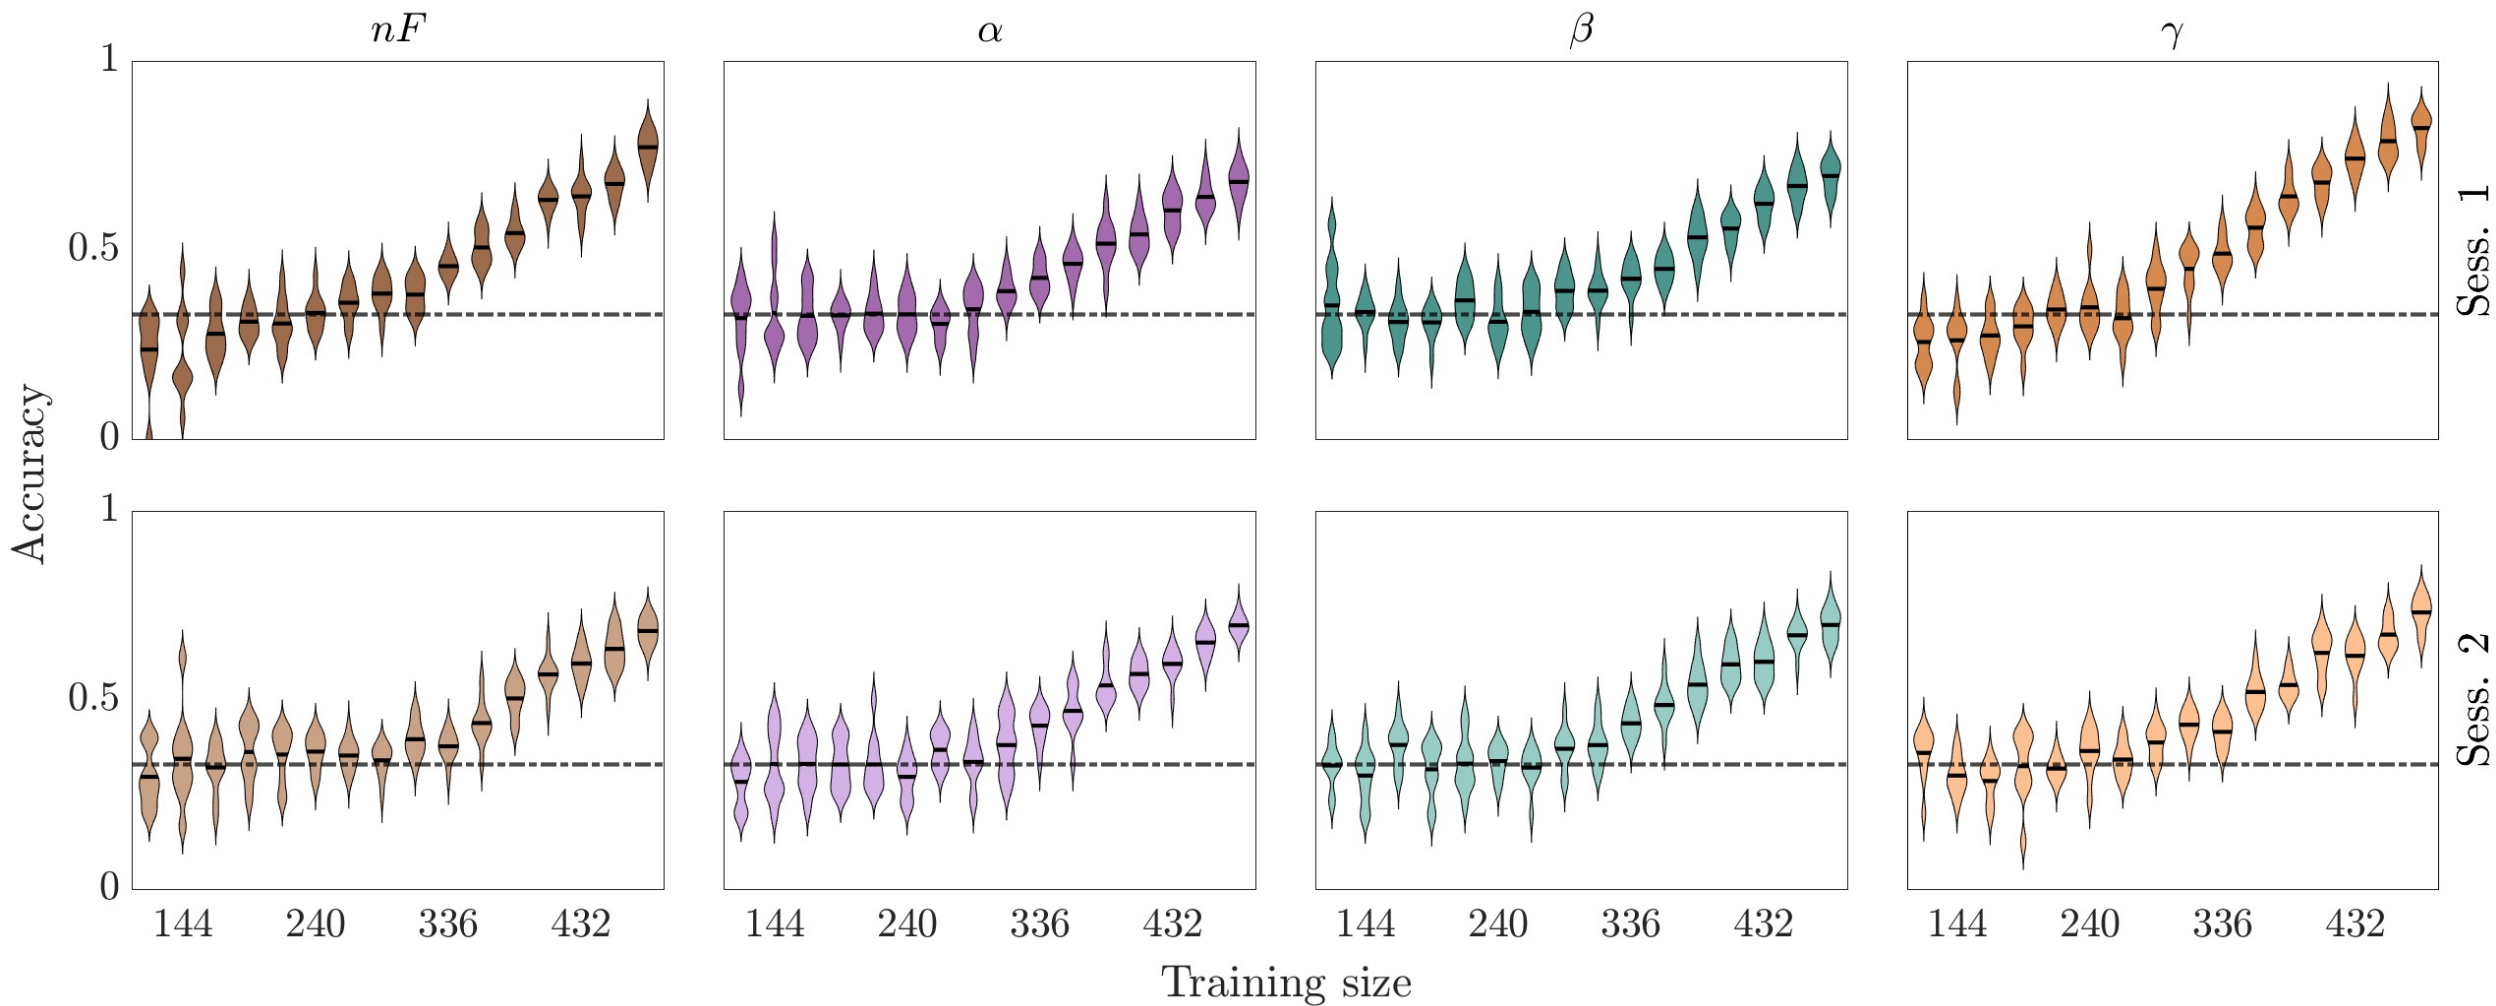 nF α β γ
1
0.5
0
Sess. 1
Accuracy
1
0.5
0
Sess. 2
144 240 336 432 144 240 336 432 144 240 336 432 144 240 336 432
Training size